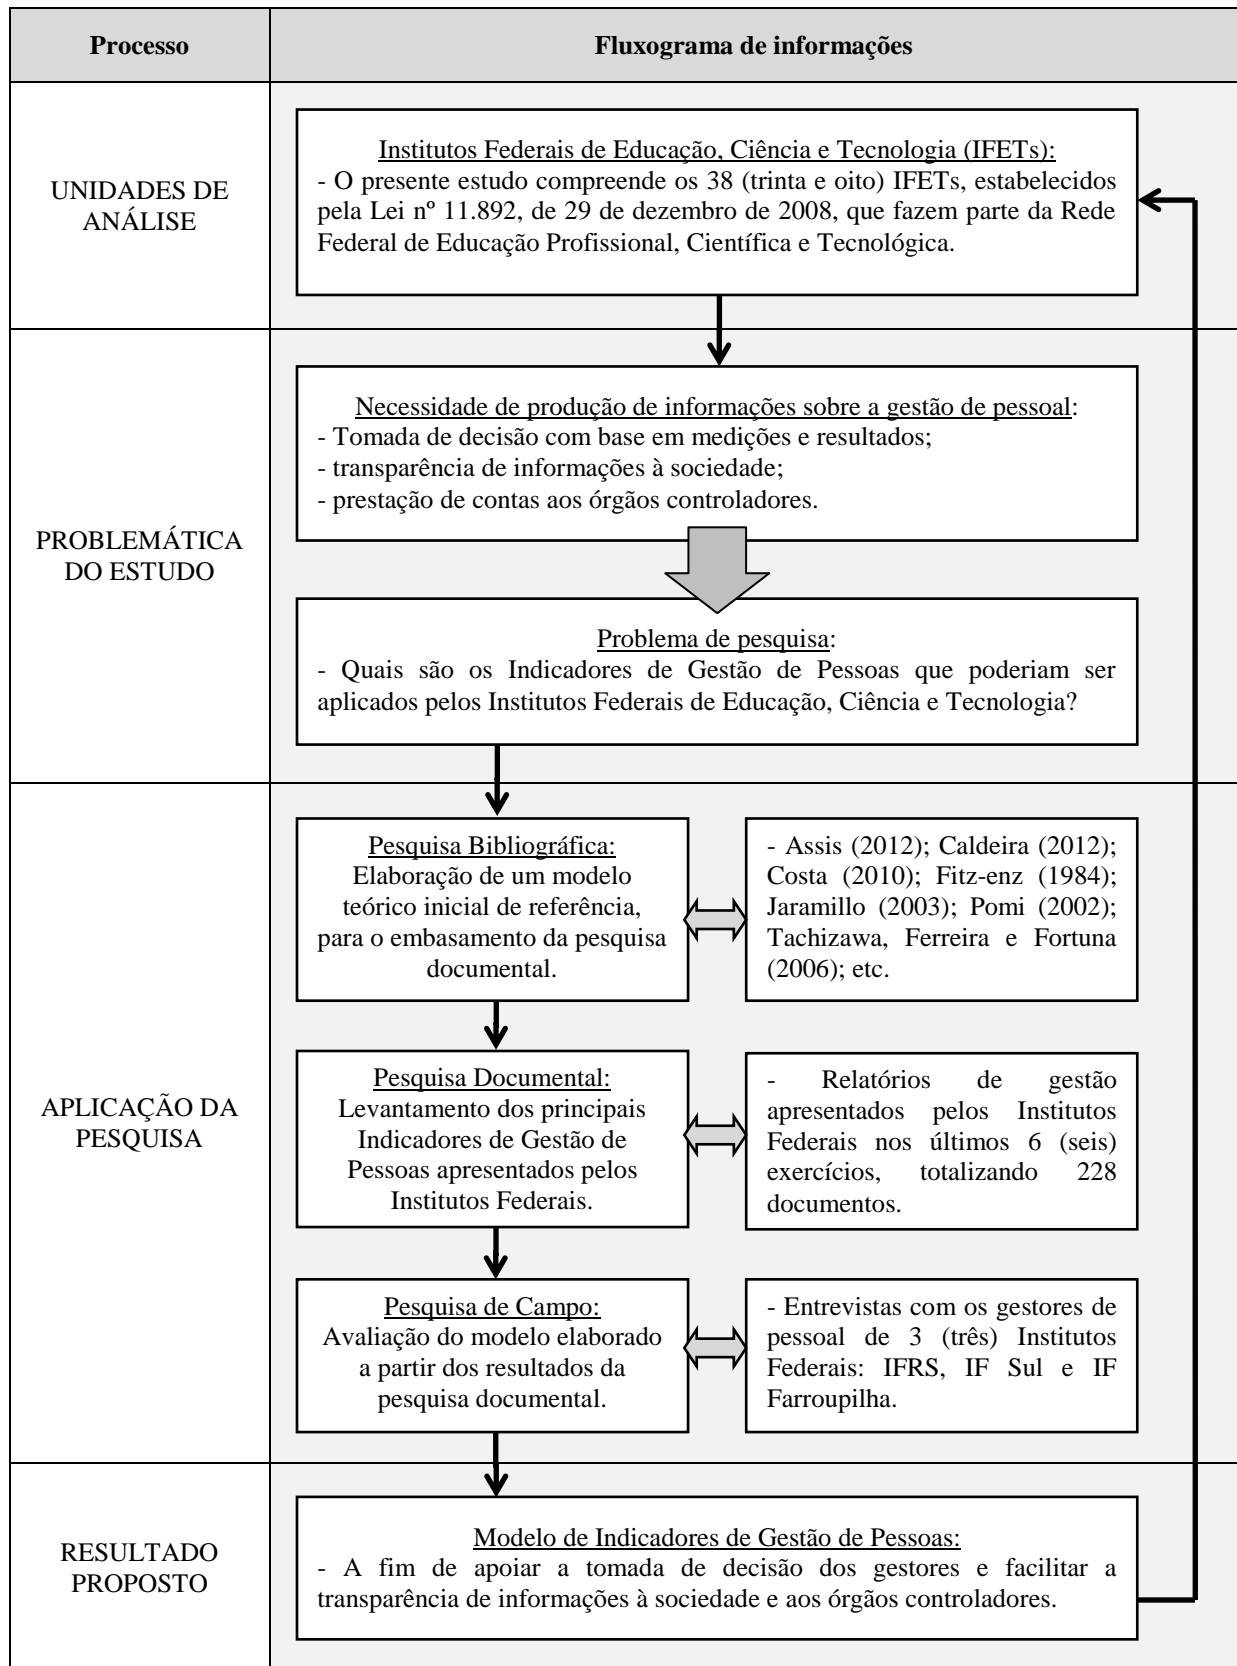 Processo
Fluxograma de informações
UNIDADES DE
ANÁLISE
Institutos Federais de Educação, Ciência e Tecnologia (IFETs):
- O presente estudo compreende os 38 (trinta e oito) IFETs, estabelecidos
pela Lei nº 11.892, de 29 de dezembro de 2008, que fazem parte da Rede
Federal de Educação Profissional, Científica e Tecnológica.
PROBLEMÁTICA
DO ESTUDO
Necessidade de produção de informações sobre a gestão de pessoal:
- Tomada de decisão com base em medições e resultados;
- transparência de informações à sociedade;
- prestação de contas aos órgãos controladores.
Problema de pesquisa:
- Quais são os Indicadores de Gestão de Pessoas que poderiam ser
aplicados pelos Institutos Federais de Educação, Ciência e Tecnologia?
APLICAÇÃO DA
PESQUISA
Pesquisa Bibliográfica:
Elaboração de um modelo
teórico inicial de referência,
para o embasamento da pesquisa
documental.
- Assis (2012); Caldeira (2012);
Costa (2010); Fitz-enz (1984);
Jaramillo (2003); Pomi (2002);
Tachizawa, Ferreira e Fortuna
(2006); etc.
Pesquisa Documental:
Levantamento dos principais
Indicadores de Gestão de
Pessoas apresentados pelos
Institutos Federais.
- Relatórios de gestão
apresentados pelos Institutos
Federais nos últimos 6 (seis)
exercícios, totalizando 228
documentos.
Pesquisa de Campo:
Avaliação do modelo elaborado
a partir dos resultados da
pesquisa documental.
- Entrevistas com os gestores de
pessoal de 3 (três) Institutos
Federais: IFRS, IF Sul e IF
Farroupilha.
RESULTADO
PROPOSTO
Modelo de Indicadores de Gestão de Pessoas:
- A fim de apoiar a tomada de decisão dos gestores e facilitar a
transparência de informações à sociedade e aos órgãos controladores.